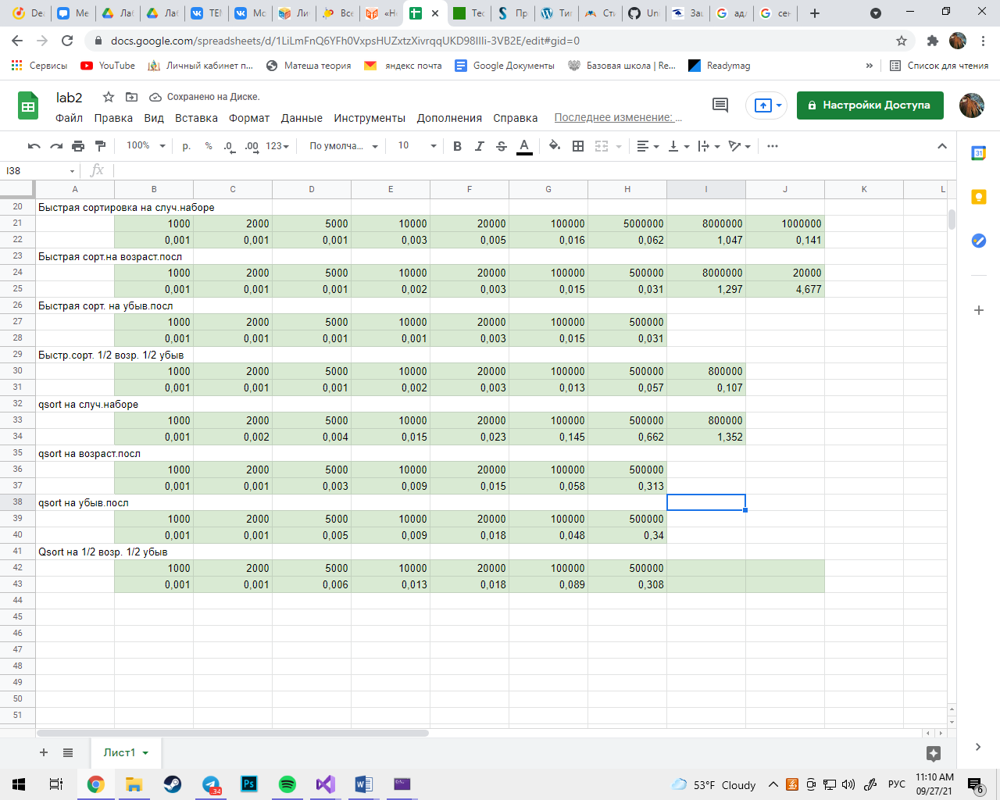 Dea
Ме
Лаб
Лаб
ТЕ
Мо
Ли
Все
«Н
Тес
Пр
Ти
Сти
Un
За
ад
сен
docs.google.com/spreadsheets/d/1LiLmFnQ6YFh0VxpsHUZxtzXivrqqUKD98IIIi-3VB2E/edit#gid=0
Сервисы YouTube Личный кабинет п... Матеша теория яндекс почта Google Документы Базовая школа | Re... Readymag » Список для чтения
lab2 Сохранено на Диске.
Файл Правка Вид Вставка Формат Данные Инструменты Дополнения Справка Последнее изменение: ...
Настройки Доступа
100% р. % .0 .00 123 По умолча... 10 B I S A
I38 fx
A B C D E F G H I J K L
20 Быстрая сортировка на случ.наборе
21 1000 2000 5000 10000 20000 100000 5000000 8000000 1000000
22 0,001 0,001 0,001 0,003 0,005 0,016 0,062 1,047 0,141
23 Быстрая сорт.на возраст.посл
24 1000 2000 5000 10000 20000 100000 500000 8000000 20000
25 0,001 0,001 0,001 0,002 0,003 0,015 0,031 1,297 4,677
26 Быстрая сорт. на убыв.посл
27 1000 2000 5000 10000 20000 100000 500000
28 0,001 0,001 0,001 0,001 0,003 0,015 0,031
29 Быстр.сорт. 1/2 возр. 1/2 убыв
30 1000 2000 5000 10000 20000 100000 500000 800000
31 0,001 0,001 0,001 0,002 0,003 0,013 0,057 0,107
32 qsort на случ.наборе
33 1000 2000 5000 10000 20000 100000 500000 800000
34 0,001 0,002 0,004 0,015 0,023 0,145 0,662 1,352
35 qsort на возраст.посл
36 1000 2000 5000 10000 20000 100000 500000
37 0,001 0,001 0,003 0,009 0,015 0,058 0,313
38 qsort на убыв.посл
39 1000 2000 5000 10000 20000 100000 500000
40 0,001 0,001 0,005 0,009 0,018 0,048 0,34
41 Qsort на 1/2 возр. 1/2 убыв
42 1000 2000 5000 10000 20000 100000 500000
43 0,001 0,001 0,006 0,013 0,018 0,089 0,308
44
45
46
47
48
49
50
51
Лист1
53°F Cloudy РУС 11:10 AM
09/27/21